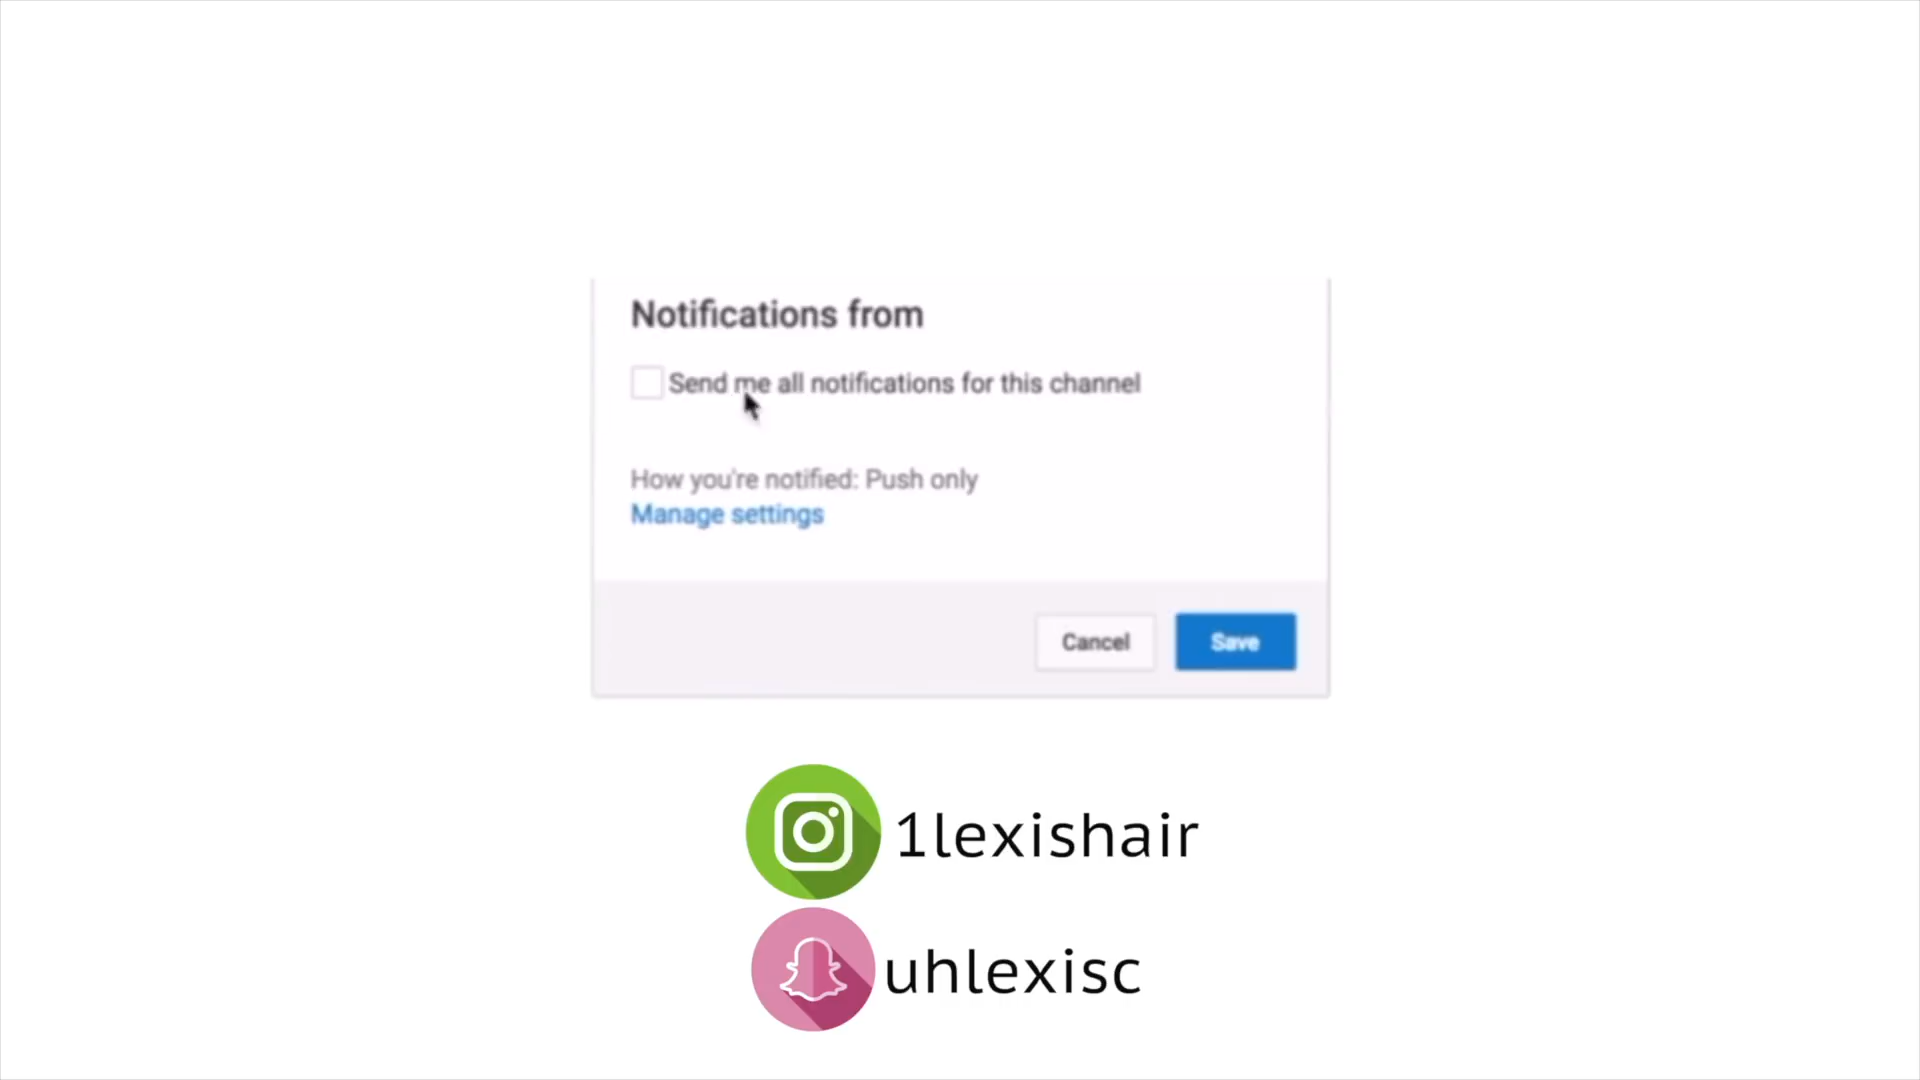 Notifications from
Send me all notifications for this channel
How you're notified: Push only
Manage settings
Cancel
Save
1lexishair
uhlexisc